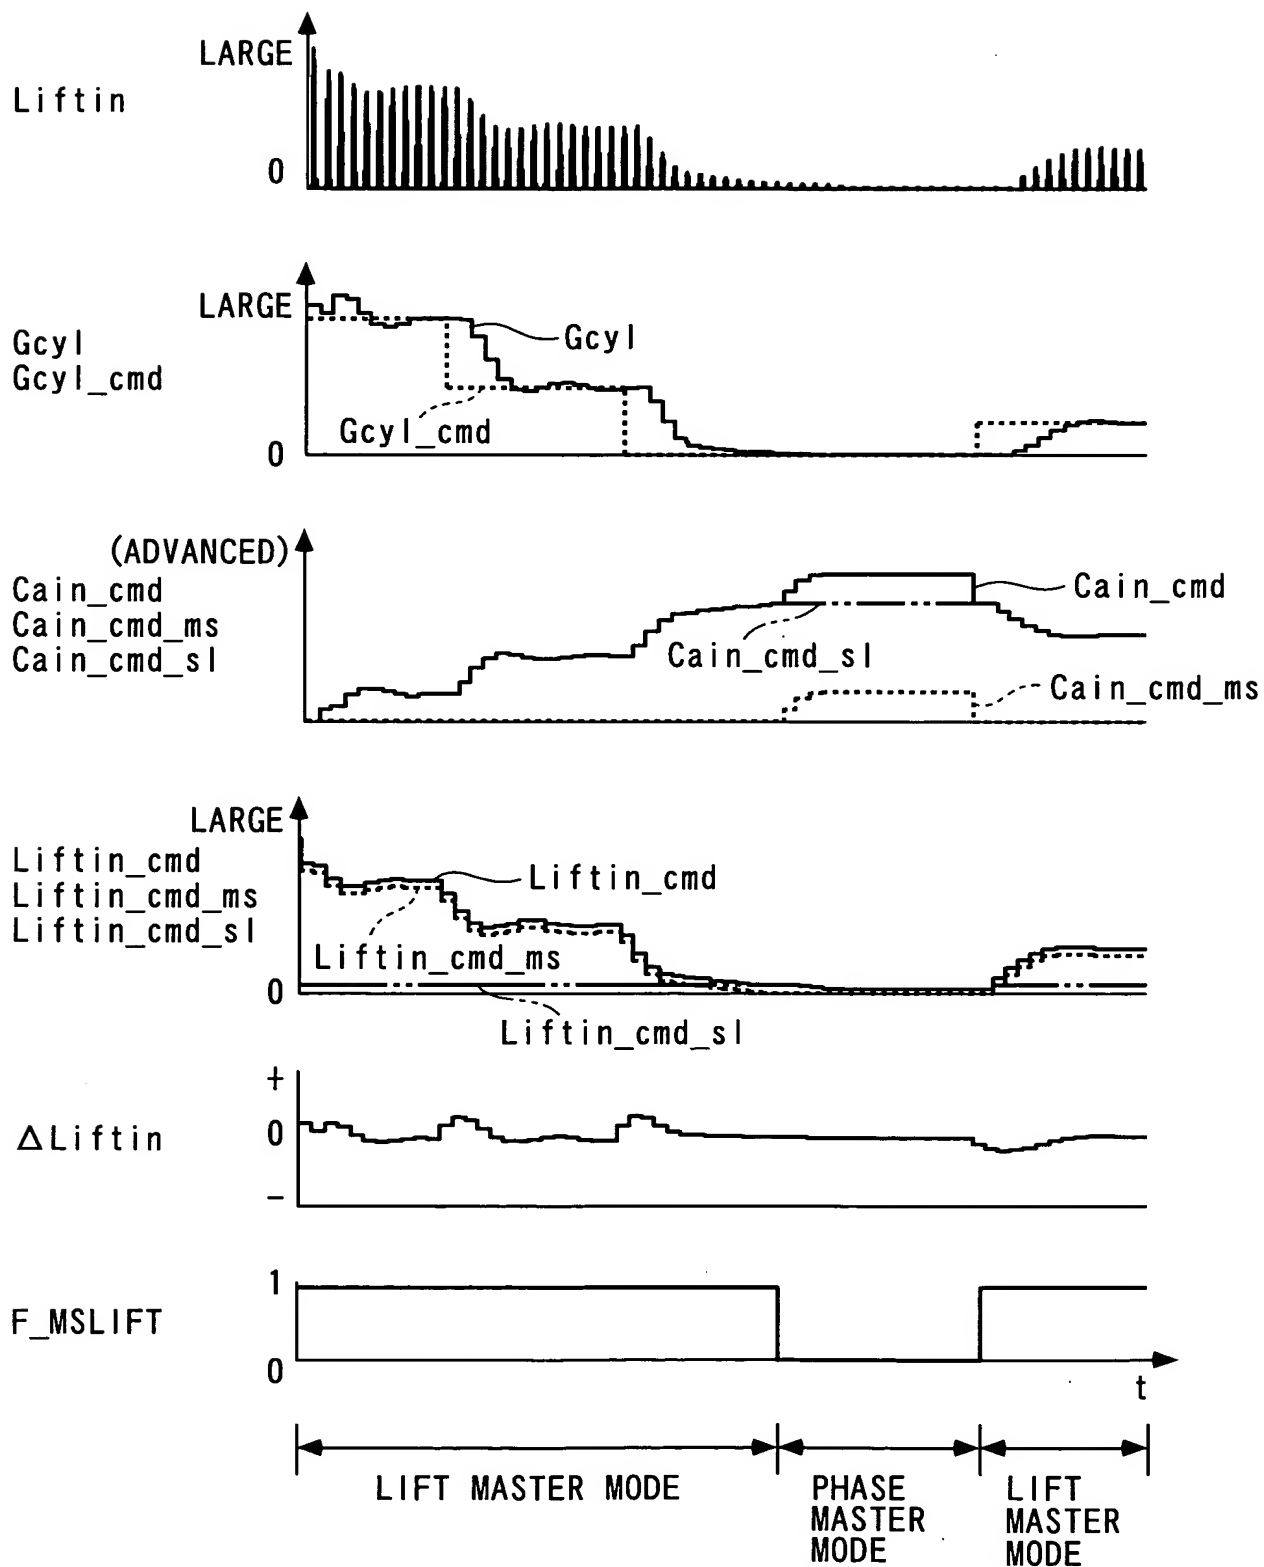 LARGE
Liftin
0
LARGE
Gcyl
Gcyl
Gcyl_cmd
Gcyl_cmd
0
(ADVANCED)
Cain_cmd
Cain_cmd
Cain_cmd_ms
Cain_cmd_sl
Cain_cmd_sl
Cain_cmd_ms
LARGE
Liftin_cmd
Liftin_cmd
Liftin_cmd_ms
Liftin_cmd_sl
Liftin_cmd_ms
0
Liftin_cmd_sl
+
ΔLiftin
0
−
1
F_MSLIFT
0
t
LIFT MASTER MODE
PHASE
MASTER
MODE
LIFT
MASTER
MODE